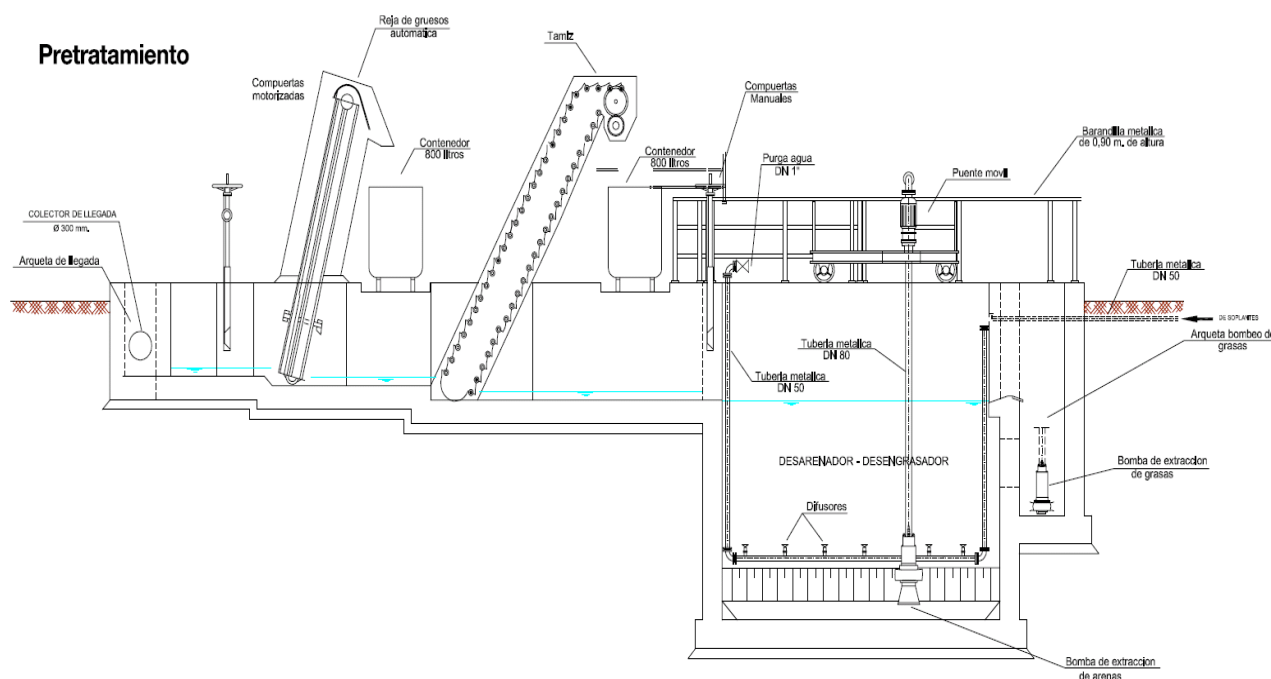 Pretratamiento
Reja de gruesos
automatica
Compuertas
motorizadas
Contenedor
800 litros
Tamiz
Compuertas
Manuales
Contenedor
800 litros
Purga agua
DN 1"
Barandilla metalica
de 0,90 m. de altura
Puente movil
COLECTOR DE LLEGADA
Ø 300 mm.
Arqueta de llegada
Tuberia metalica
DN 50
DE SOPLANTES
Arqueta bombeo de
grasas
Tuberia metalica
DN 80
Tuberia metalica
DN 50
DESARENADOR - DESENGRASADOR
Bomba de extraccion
de grasas
Difusores
Bomba de extraccion
de arenas